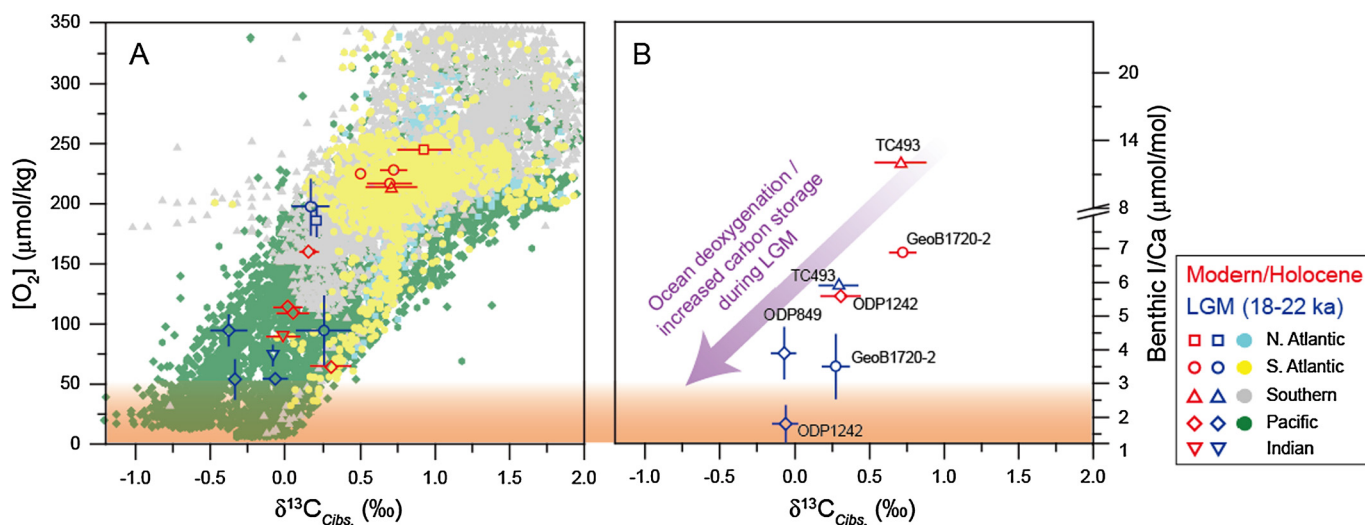 A
[O₂] (µmol/kg)
350
300
250
200
150
100
50
0
-1.0 -0.5 0.0 0.5 1.0 1.5 2.0
δ¹³C_Cibs. (‰)
B
TC493
GeoB1720-2
TC493
ODP1242
ODP849
GeoB1720-2
ODP1242
Ocean deoxygenation /
increased carbon storage
during LGM
-1.0 -0.5 0.0 0.5 1.0 1.5 2.0
δ¹³C_Cibs. (‰)
20
14
8
7
6
5
4
3
2
1
Benthic I/Ca (µmol/mol)
Modern/Holocene
LGM (18-22 ka)
N. Atlantic
S. Atlantic
Southern
Pacific
Indian